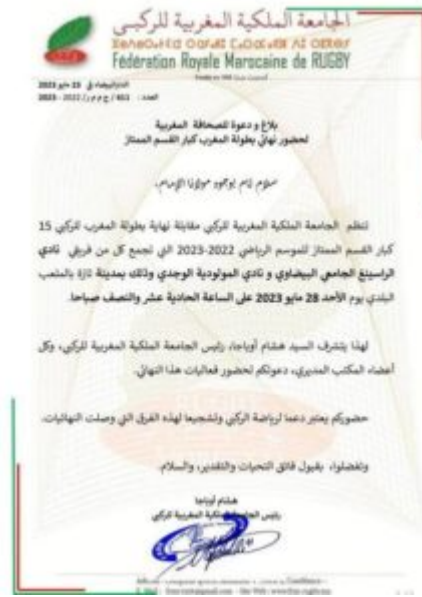 الجامعة الملكية المغربية للركبي
Fédération Royale Marocaine de RUGBY
الدار البيضاء في 23 مايو 2023
بلاغ و دعوة للصحافة المغربية
لحضور نهائي بطولة المغرب كبار القسم الممتاز
سلام تام بوجود مولانا الإمام،
تنظم الجامعة الملكية المغربية للركبي مقابلة نهاية بطولة المغرب للركبي 15
كبار القسم الممتاز للموسم الرياضي 2022-2023 التي تجمع كل من فريقي نادي
الراسينغ الجامعي البيضاوي و نادي المولودية الوجدي وذلك بمدينة تازة بالملعب
البلدي يوم الأحد 28 مايو 2023 على الساعة الحادية عشر والنصف صباحا.
لهذا يتشرف السيد هشام أوباجا، رئيس الجامعة الملكية المغربية للركبي، وكل
أعضاء المكتب المديري، دعوتكم لحضور فعاليات هذا النهائي.
حضوركم يعتبر دعما لرياضة الركبي وتشجيعا لهذه الفرق التي وصلت النهائيات.
وتفضلوا، بقبول فائق التحيات والتقدير، والسلام.
هشام أوباجا
رئيس الجامعة الملكية المغربية للركبي